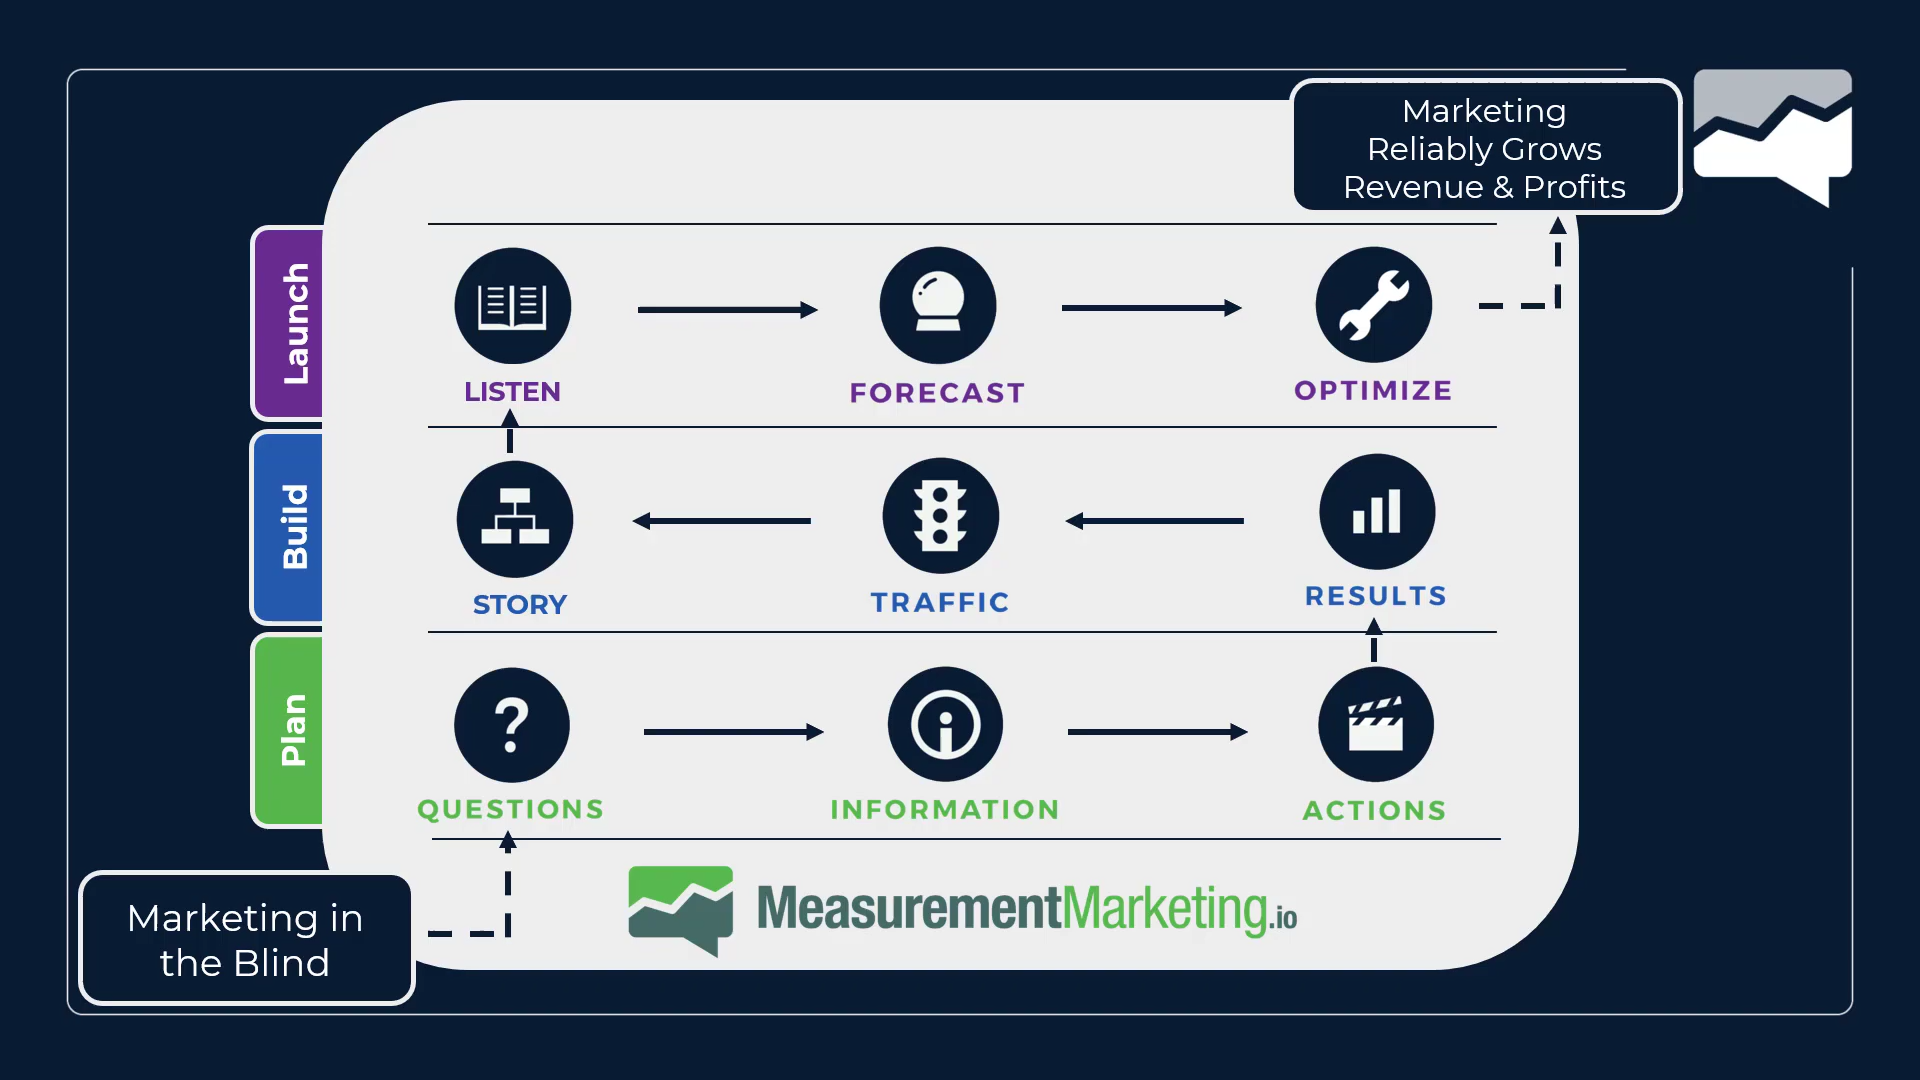 Marketing
Reliably Grows
Revenue & Profits
Launch
LISTEN
FORECAST
OPTIMIZE
Build
STORY
TRAFFIC
RESULTS
Plan
?
QUESTIONS
INFORMATION
ACTIONS
Marketing in
the Blind
MeasurementMarketing.io